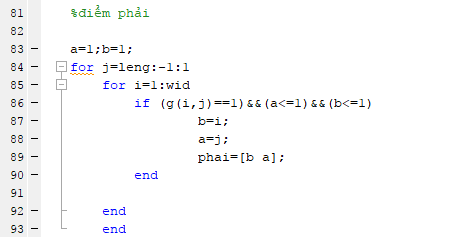 81 %điểm phải
82
83 – a=1;b=1;
84 – for j=leng:-1:1
85 – for i=1:wid
86 – if (g(i,j)==1)&&(a<=1)&&(b<=1)
87 – b=i;
88 – a=j;
89 – phai=[b a];
90 – end
91
92 – end
93 – end